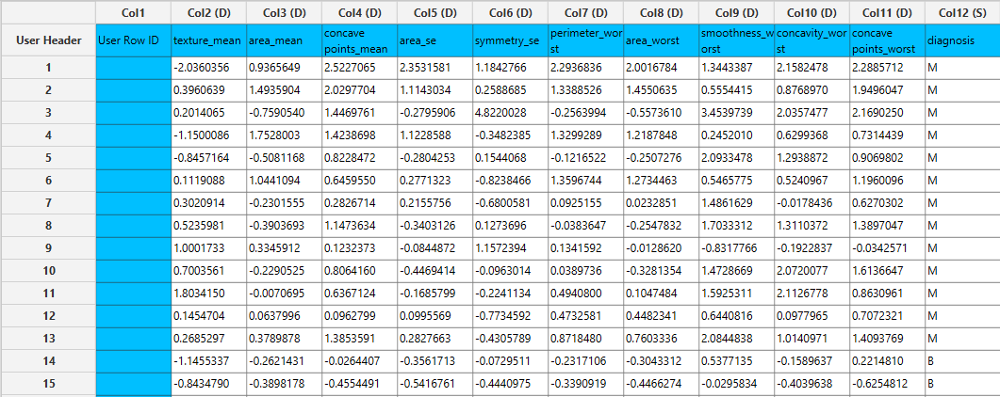 Col1 Col2 (D) Col3 (D) Col4 (D) Col5 (D) Col6 (D) Col7 (D) Col8 (D) Col9 (D) Col10 (D) Col11 (D) Col12 (S)
User Header User Row ID texture_mean area_mean concave points_mean area_se symmetry_se perimeter_worst area_worst smoothness_worst concavity_worst concave points_worst diagnosis
1 -2.0360356 0.9365649 2.5227065 2.3531581 1.1842766 2.2936836 2.0016784 1.3443387 2.1582478 2.2885712 M
2 0.3960639 1.4935904 2.0297704 1.1143034 0.2588685 1.3388526 1.4550635 0.5554415 0.8768970 1.9496047 M
3 0.2014065 -0.7590540 1.4469761 -0.2795906 4.8220028 -0.2563994 -0.5573610 3.4539739 2.0357477 2.1690250 M
4 -1.1500086 1.7528003 1.4238698 1.1228588 -0.3482385 1.3299289 1.2187848 0.2452010 0.6299368 0.7314439 M
5 -0.8457164 -0.5081168 0.8228472 -0.2804253 0.1544068 -0.1216522 -0.2507276 2.0933478 1.2938872 0.9069802 M
6 0.1119088 1.0441094 0.6459550 0.2771323 -0.8238466 1.3596744 1.2734463 0.5465775 0.5240967 1.1960096 M
7 0.3020914 -0.2301555 0.2826714 0.2155756 -0.6800581 0.0925155 0.0232851 1.4861629 -0.0178436 0.6270302 M
8 0.5235981 -0.3903693 1.1473634 -0.3403126 0.1273696 -0.0383647 -0.2547832 1.7033312 1.3110372 1.3897047 M
9 1.0001733 0.3345912 0.1232373 -0.0844872 1.1572394 0.1341592 -0.0128620 -0.8317766 -0.1922837 -0.0342571 M
10 0.7003561 -0.2290525 0.8064160 -0.4469414 -0.0963014 0.0389736 -0.3281354 1.4728669 2.0720077 1.6136647 M
11 1.8034150 -0.0070695 0.6367124 -0.1685799 -0.2241134 0.4940800 0.1047484 1.5925311 2.1126778 0.8630961 M
12 0.1454704 0.0637996 0.0962799 0.0995569 -0.7734592 0.4732581 0.4482341 0.6440816 0.0977965 0.7072321 M
13 0.2685297 0.3789878 1.3853591 0.2827663 -0.4305789 0.8718480 0.7603336 2.0844838 1.0140971 1.4093769 M
14 -1.1455337 -0.2621431 -0.0264407 -0.3561713 -0.0729511 -0.2317106 -0.3043312 0.5377135 -0.1589637 0.2214810 B
15 -0.8434790 -0.3898178 -0.4554491 -0.5416761 -0.4440975 -0.3390919 -0.4466274 -0.0295834 -0.4039638 -0.6254812 B